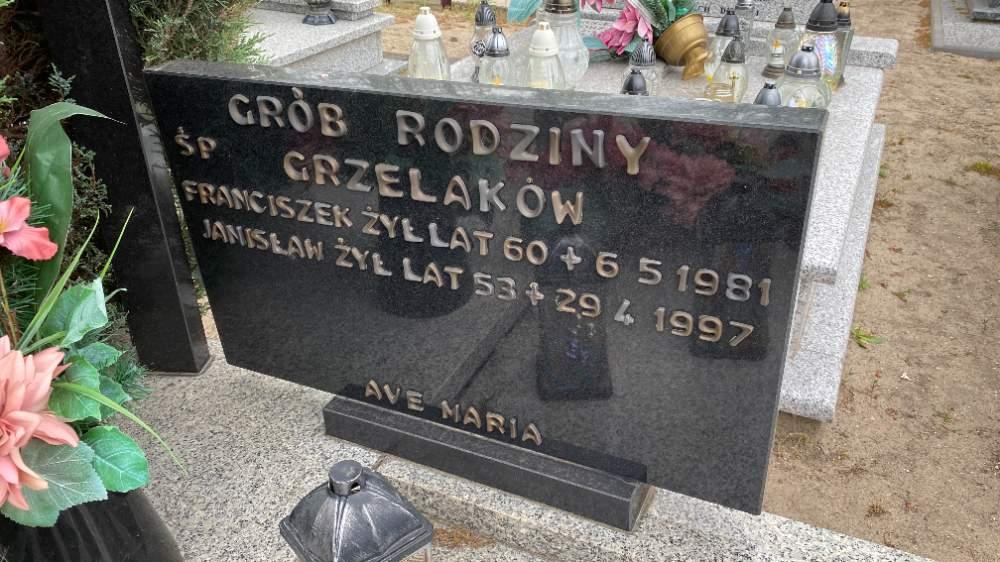 GRÓB RODZINY
ŚP GRZELAKÓW
FRANCISZEK ŻYŁ LAT 60 + 6 5 1981
JANISŁAW ŻYŁ LAT 53 + 29 4 1997
AVE MARIA